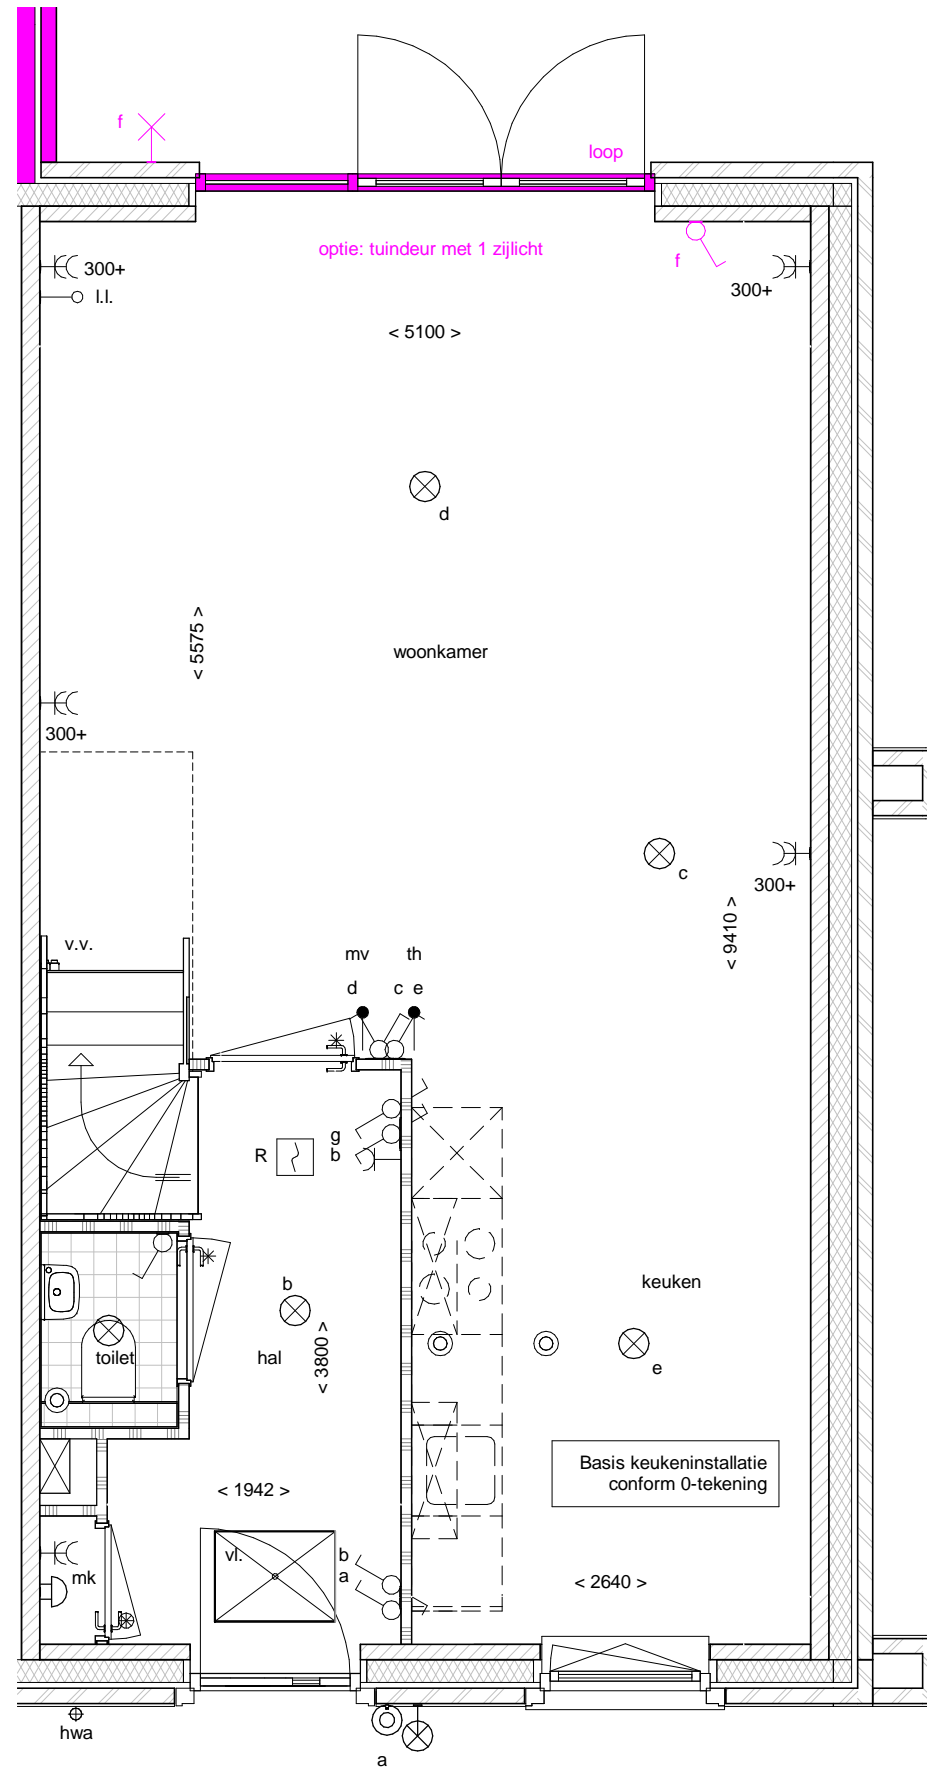 f
loop
optie: tuindeur met 1 zijlicht
f
300+
l.l.
300+
< 5100 >
d
< 5575 >
woonkamer
300+
c
300+
< 9410 >
v.v.
mv
th
d
c e
g
R
b
keuken
b
toilet
hal
< 3800 >
e
Basis keukeninstallatie
conform 0-tekening
< 1942 >
vl.
b
a
mk
< 2640 >
hwa
a